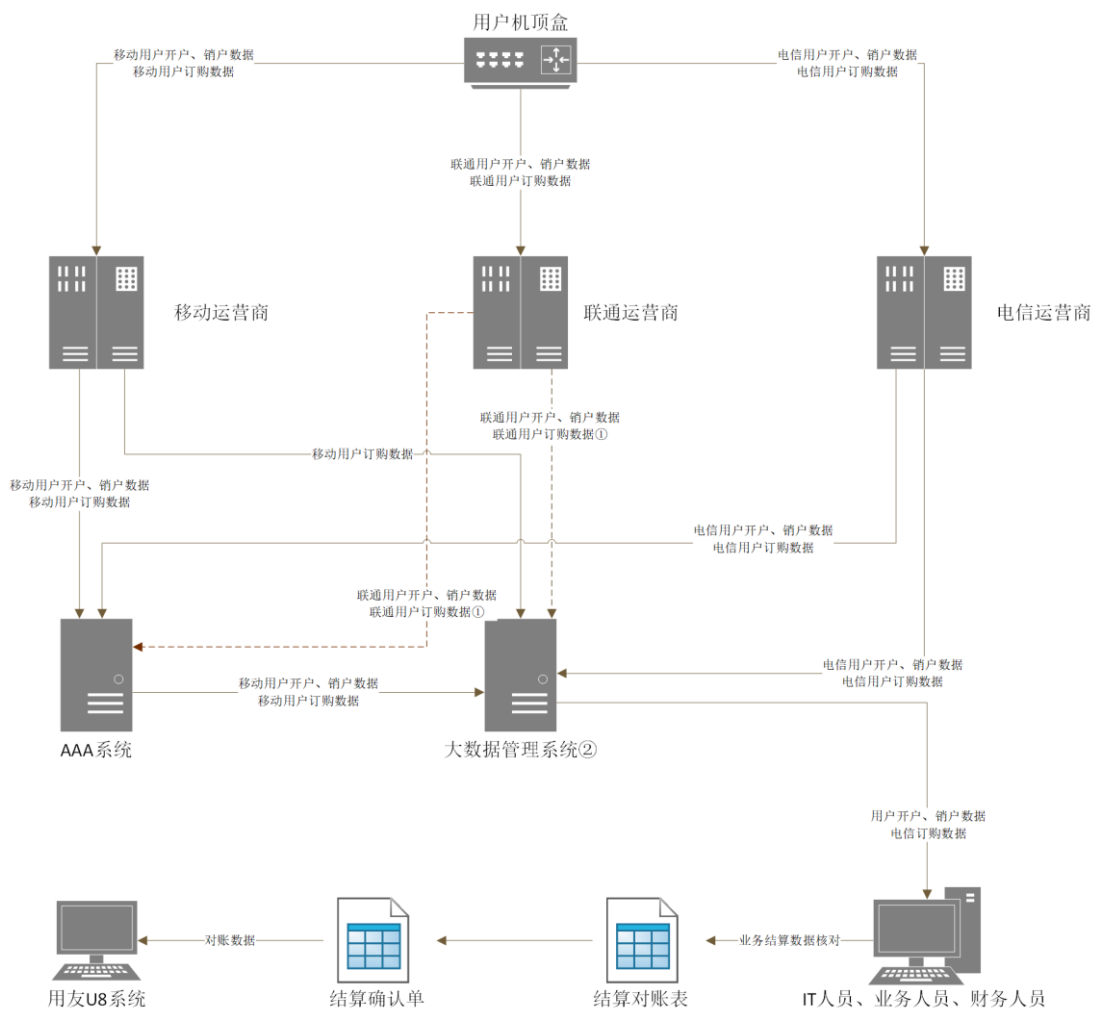 用户机顶盒
移动用户开户、销户数据
移动用户订购数据
电信用户开户、销户数据
电信用户订购数据
联通用户开户、销户数据
联通用户订购数据
移动运营商
联通运营商
电信运营商
联通用户开户、销户数据
联通用户订购数据①
移动用户订购数据
移动用户开户、销户数据
移动用户订购数据
电信用户开户、销户数据
电信用户订购数据
联通用户开户、销户数据
联通用户订购数据①
电信用户开户、销户数据
电信用户订购数据
移动用户开户、销户数据
移动用户订购数据
AAA系统
大数据管理系统②
用户开户、销户数据
电信订购数据
对账数据
业务结算数据核对
用友U8系统
结算确认单
结算对账表
IT人员、业务人员、财务人员